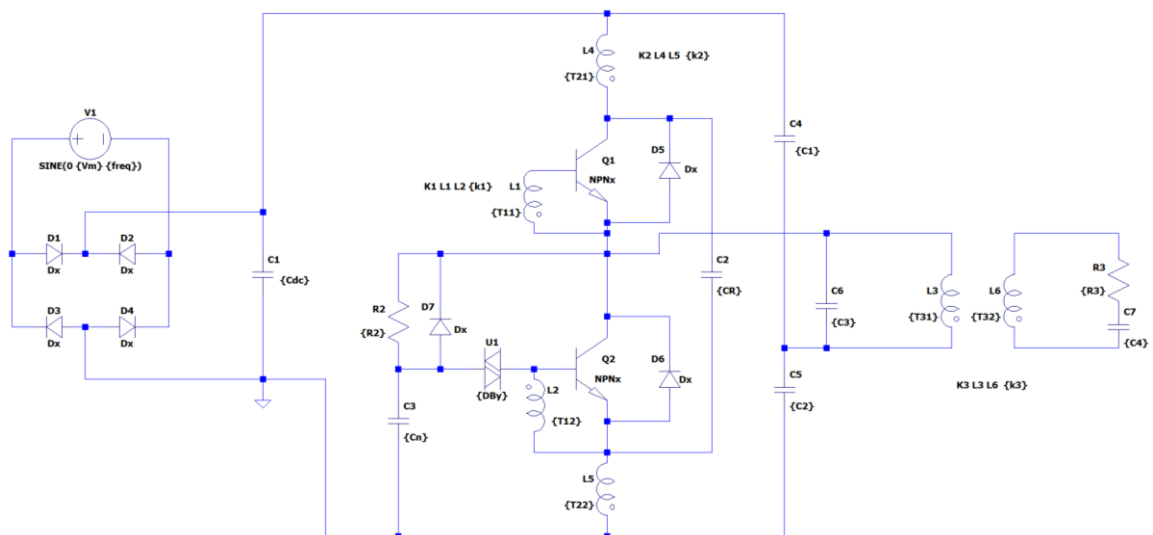 L4
K2 L4 L5 {k2}
{T21}
V1
SINE(0 {Vm} {freq})
C4
{C1}
D5
Dx
Q1
NPNx
K1 L1 L2 {k1}
L1
{T11}
D1
Dx
D2
Dx
C1
{Cdc}
D3
Dx
D4
Dx
C2
{CR}
R2
{R2}
D7
Dx
C6
{C3}
L3
{T31}
L6
{T32}
R3
{R3}
C7
{C4}
U1
{DBy}
Q2
NPNx
D6
Dx
L2
{T12}
C3
{Cn}
C5
{C2}
K3 L3 L6 {k3}
L5
{T22}